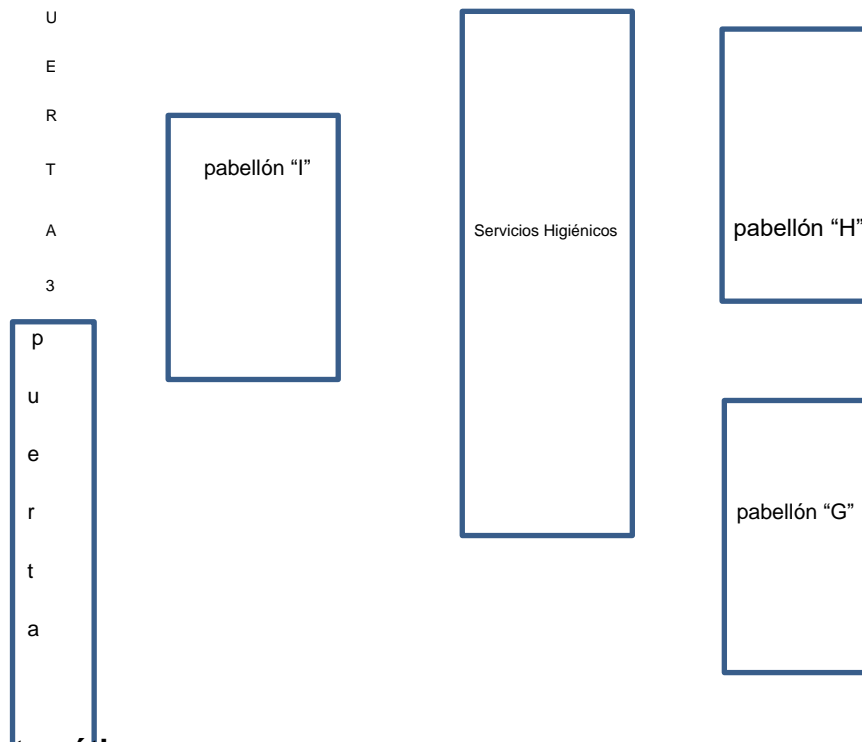 U
E
R
T
A
3
pabellón “I”
Servicios Higiénicos
pabellón “H”
p
u
e
r
t
a
pabellón “G”